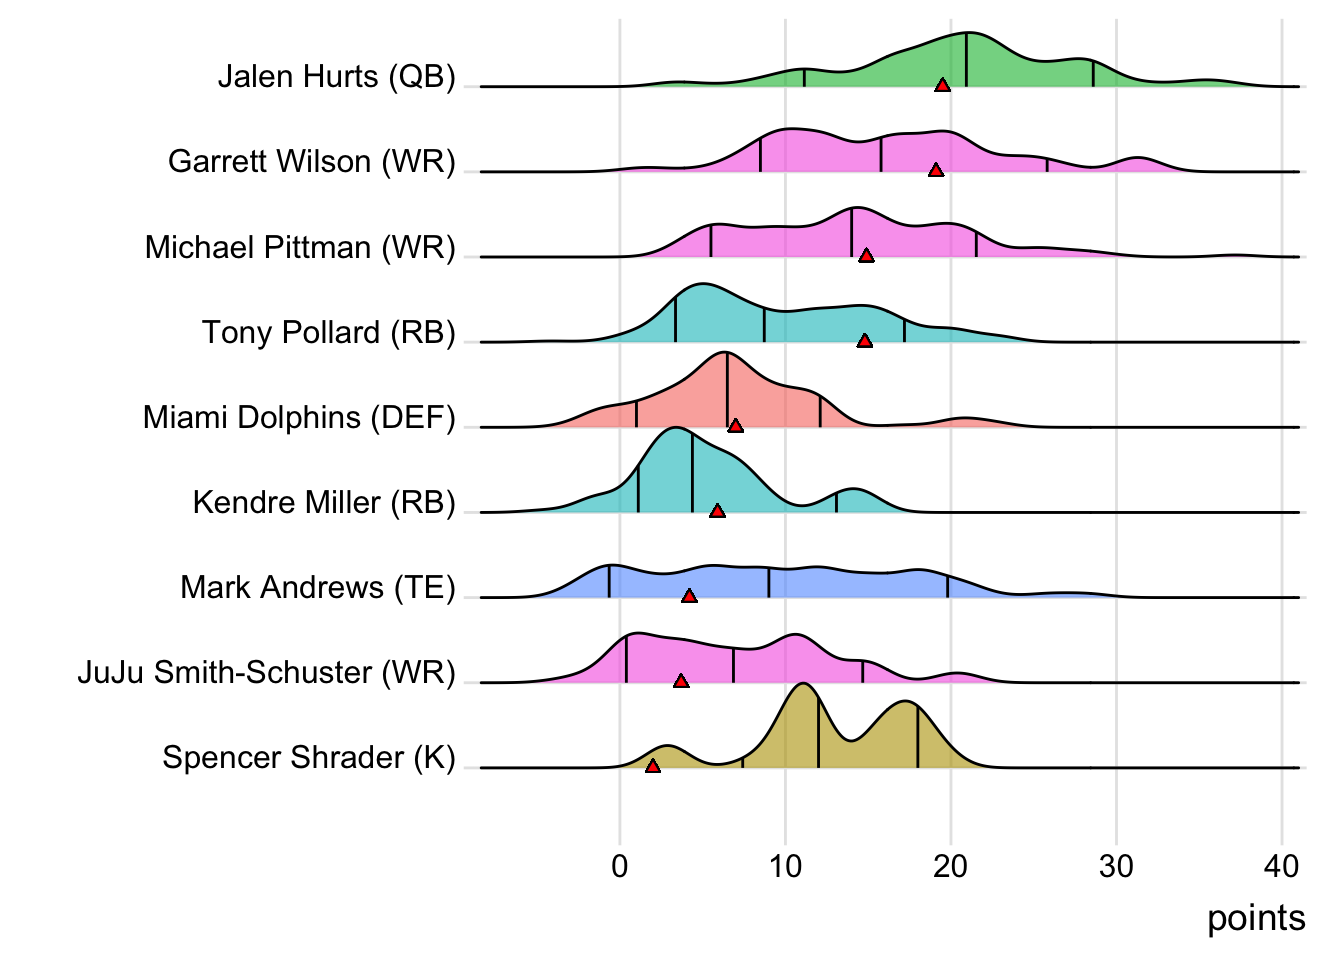 Jalen Hurts (QB)
Garrett Wilson (WR)
Michael Pittman (WR)
Tony Pollard (RB)
Miami Dolphins (DEF)
Kendre Miller (RB)
Mark Andrews (TE)
JuJu Smith-Schuster (WR)
Spencer Shrader (K)
0 10 20 30 40
points